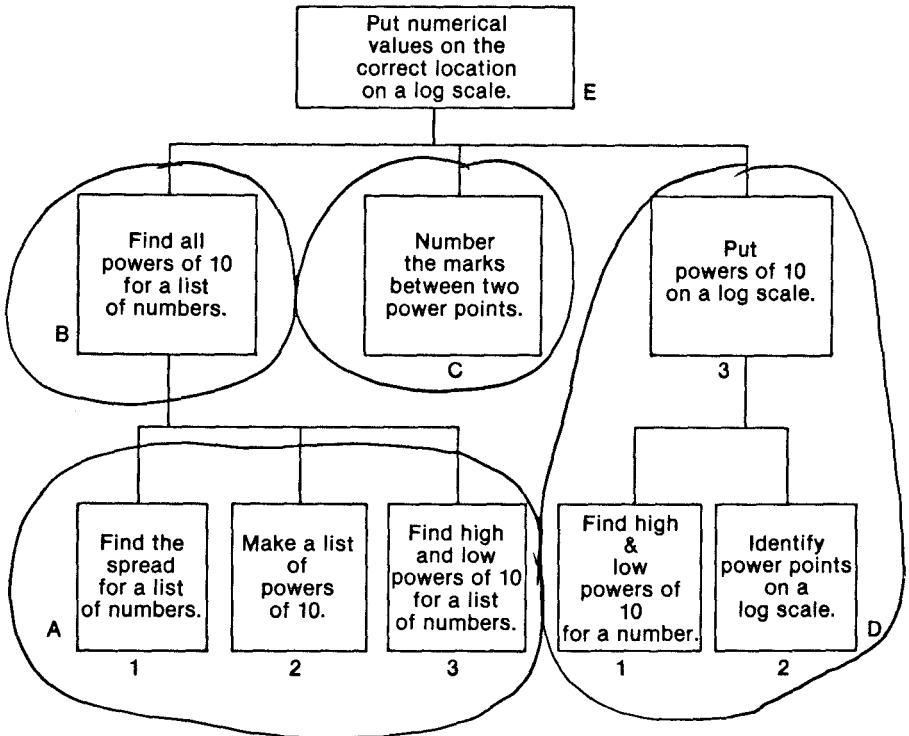 Put numerical
values on the
correct location
on a log scale.
E
Find all
powers of 10
for a list
of numbers.
B
Number
the marks
between two
power points.
C
Put
powers of 10
on a log scale.
3
Find the
spread
for a list
of numbers.
A
1
Make a list
of
powers
of 10.
2
Find high
and low
powers of 10
for a list
of numbers.
3
Find high
&
low
powers of
10
for a number.
1
Identify
power points
on a
log scale.
D
2